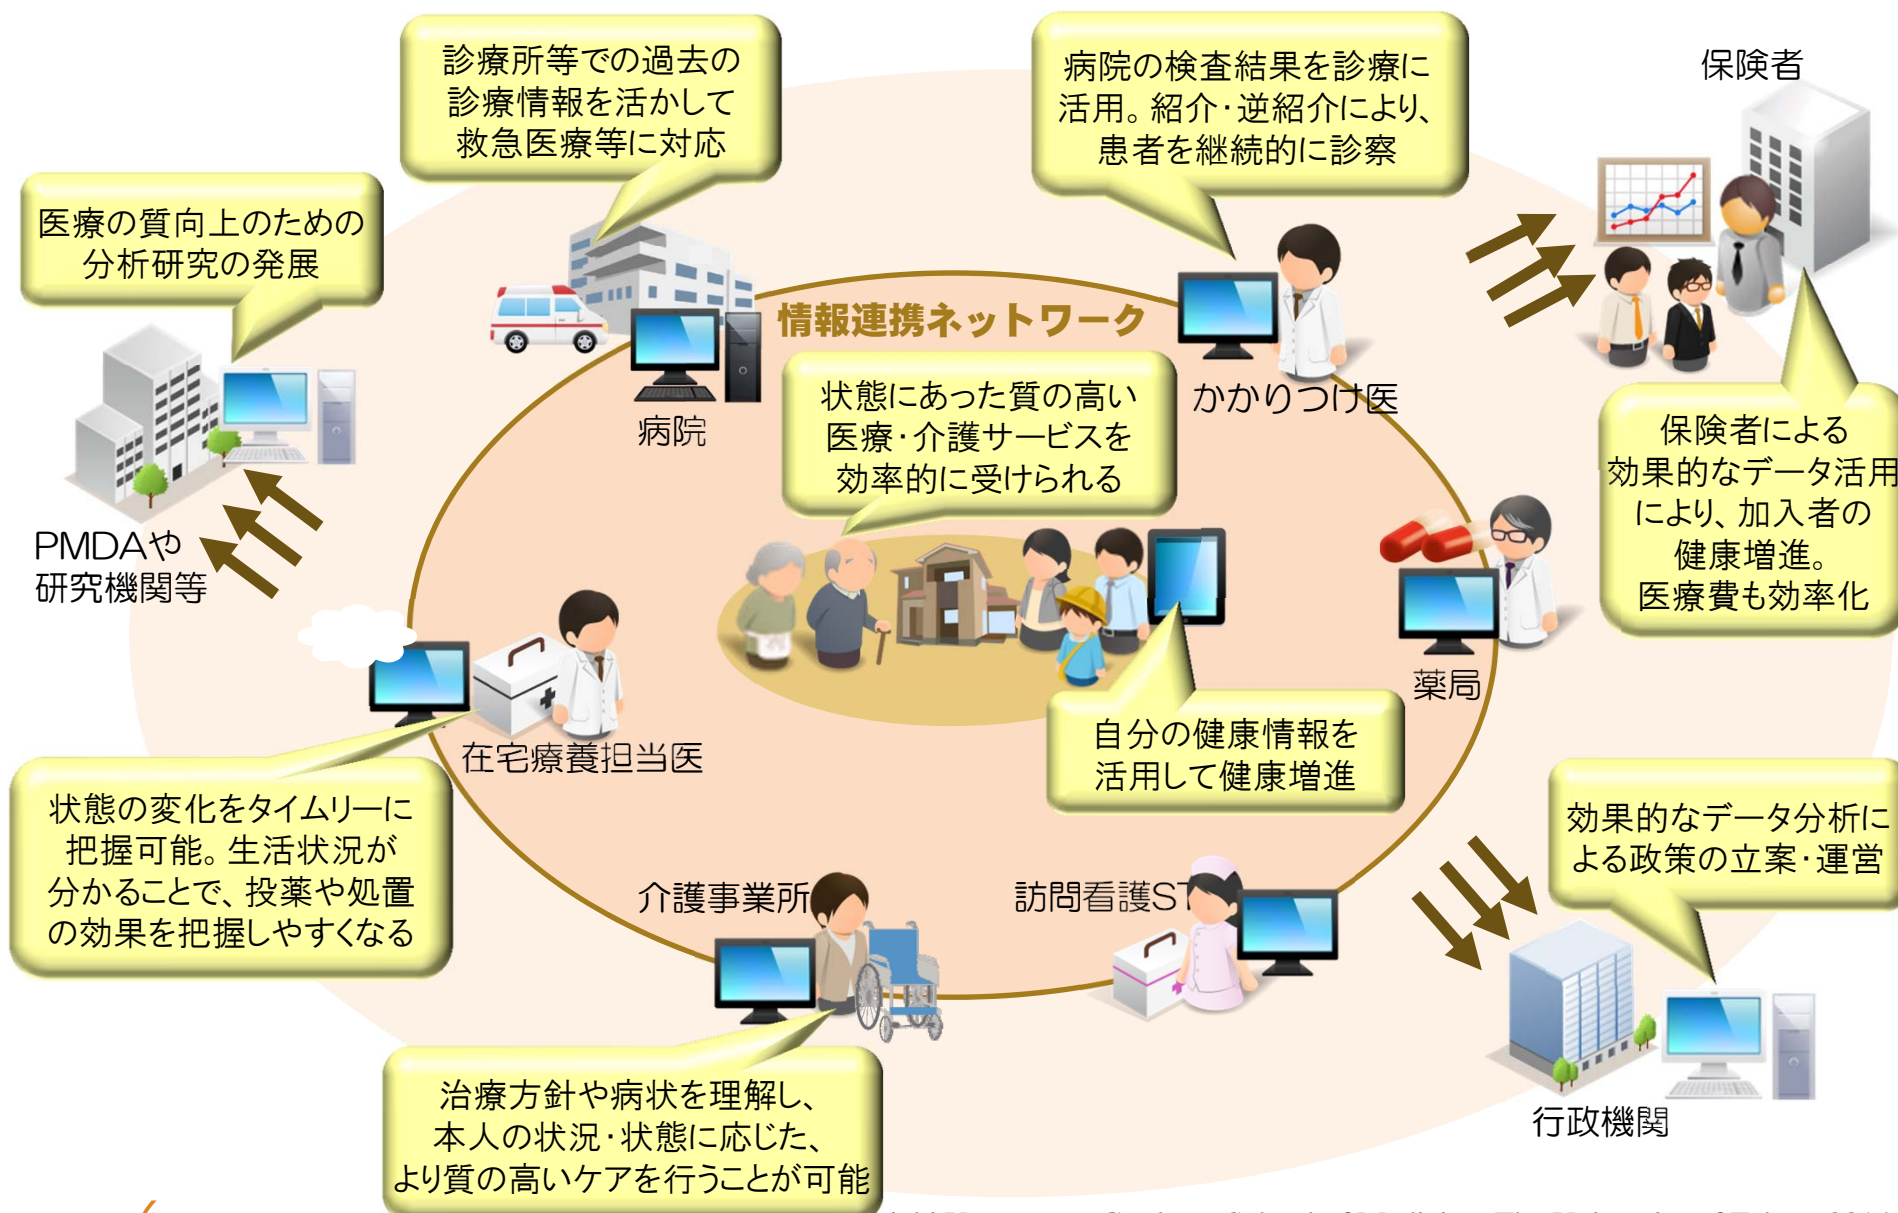 診療所等での過去の
診療情報を活かして
救急医療等に対応
病院の検査結果を診療に
活用。紹介・逆紹介により、
患者を継続的に診察
保険者
医療の質向上のための
分析研究の発展
情報連携ネットワーク
病院
かかりつけ医
状態にあった質の高い
医療・介護サービスを
効率的に受けられる
保険者による
効果的なデータ活用
により、加入者の
健康増進。
医療費も効率化
PMDAや
研究機関等
薬局
在宅療養担当医
自分の健康情報を
活用して健康増進
状態の変化をタイムリーに
把握可能。生活状況が
分かることで、投薬や処置
の効果を把握しやすくなる
効果的なデータ分析に
よる政策の立案・運営
介護事業所
訪問看護ST
治療方針や病状を理解し、
本人の状況・状態に応じた、
より質の高いケアを行うことが可能
行政機関